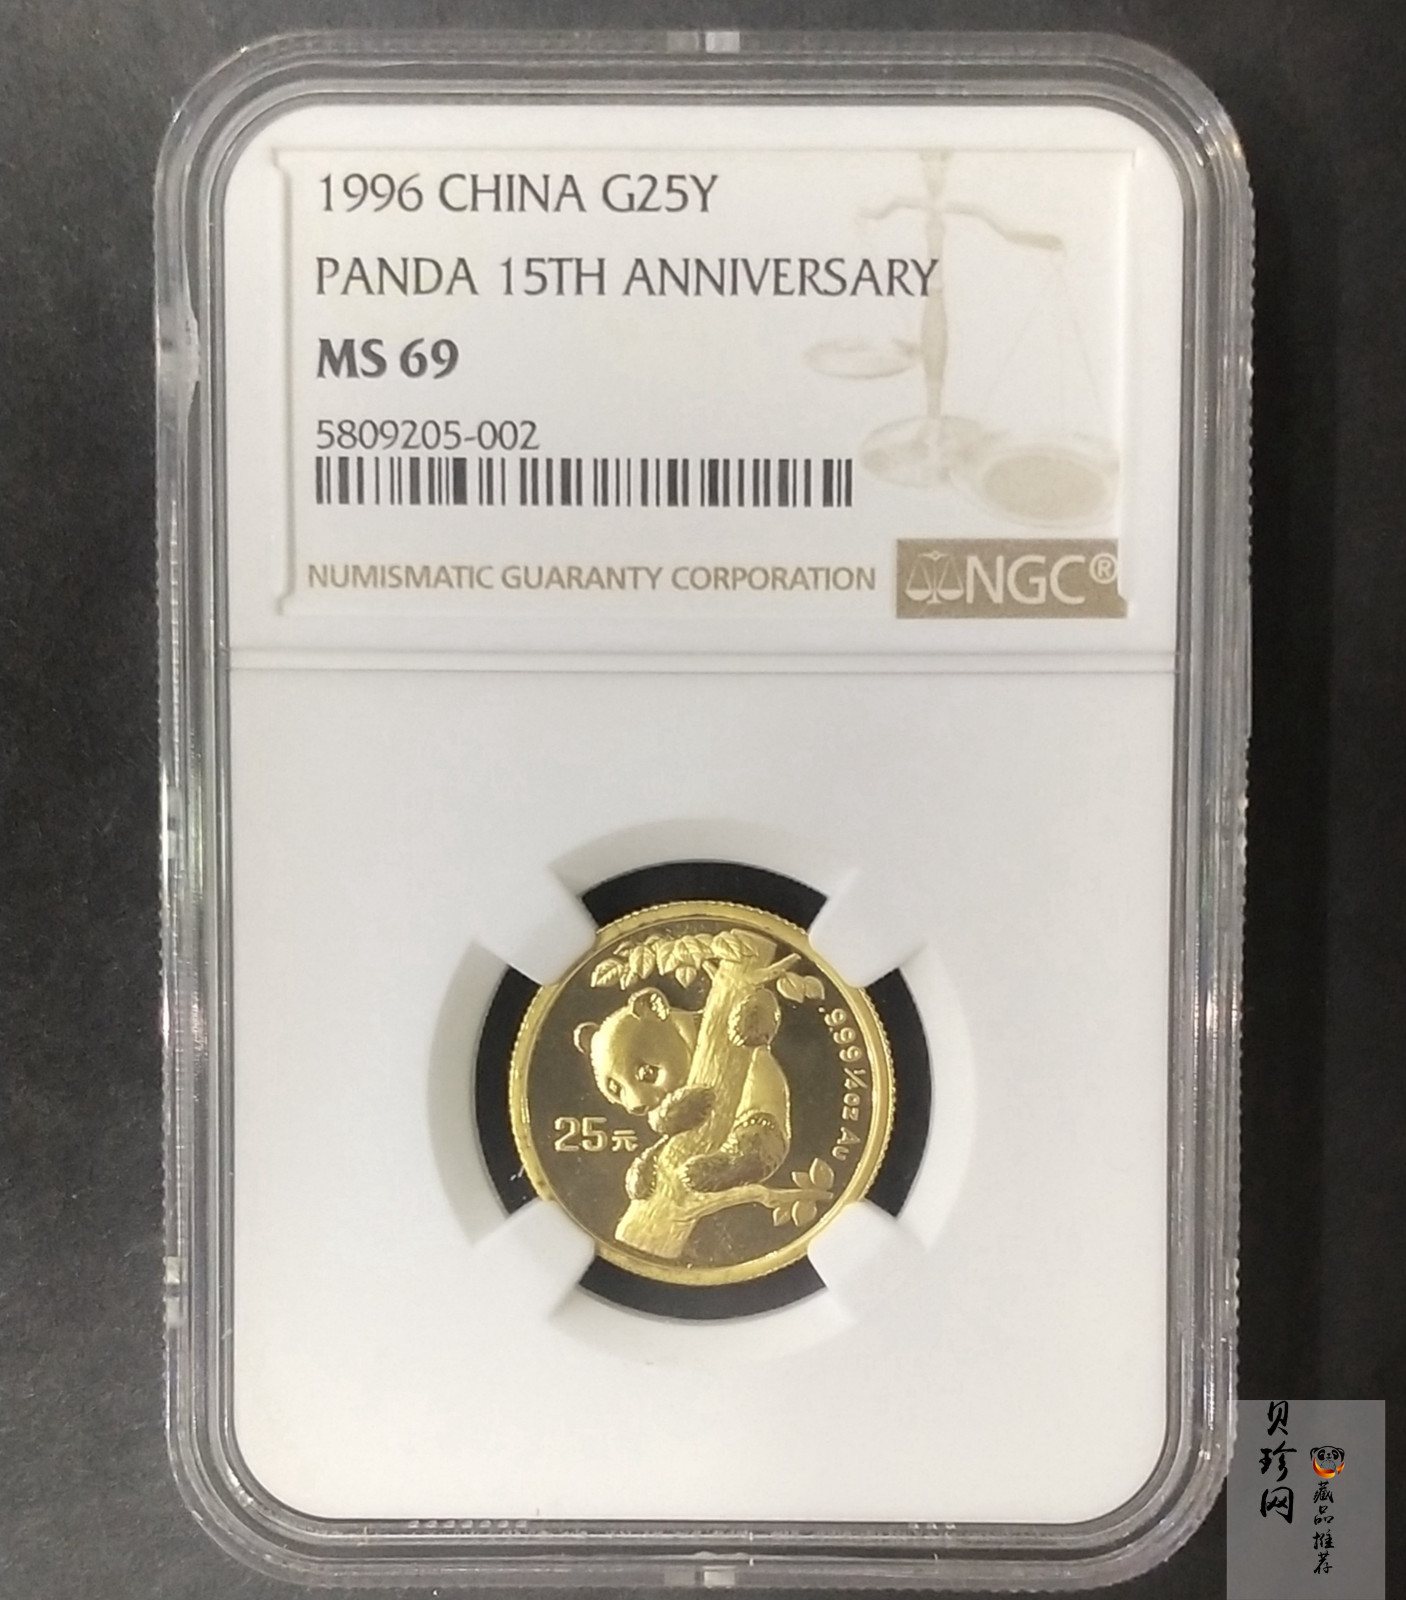 1996 CHINA G25Y
PANDA 15TH ANNIVERSARY
MS 69
5809205-002
NUMISMATIC GUARANTY CORPORATION
NGC®
25元
.999 1/4oz Au
贝珍网
藏品推荐